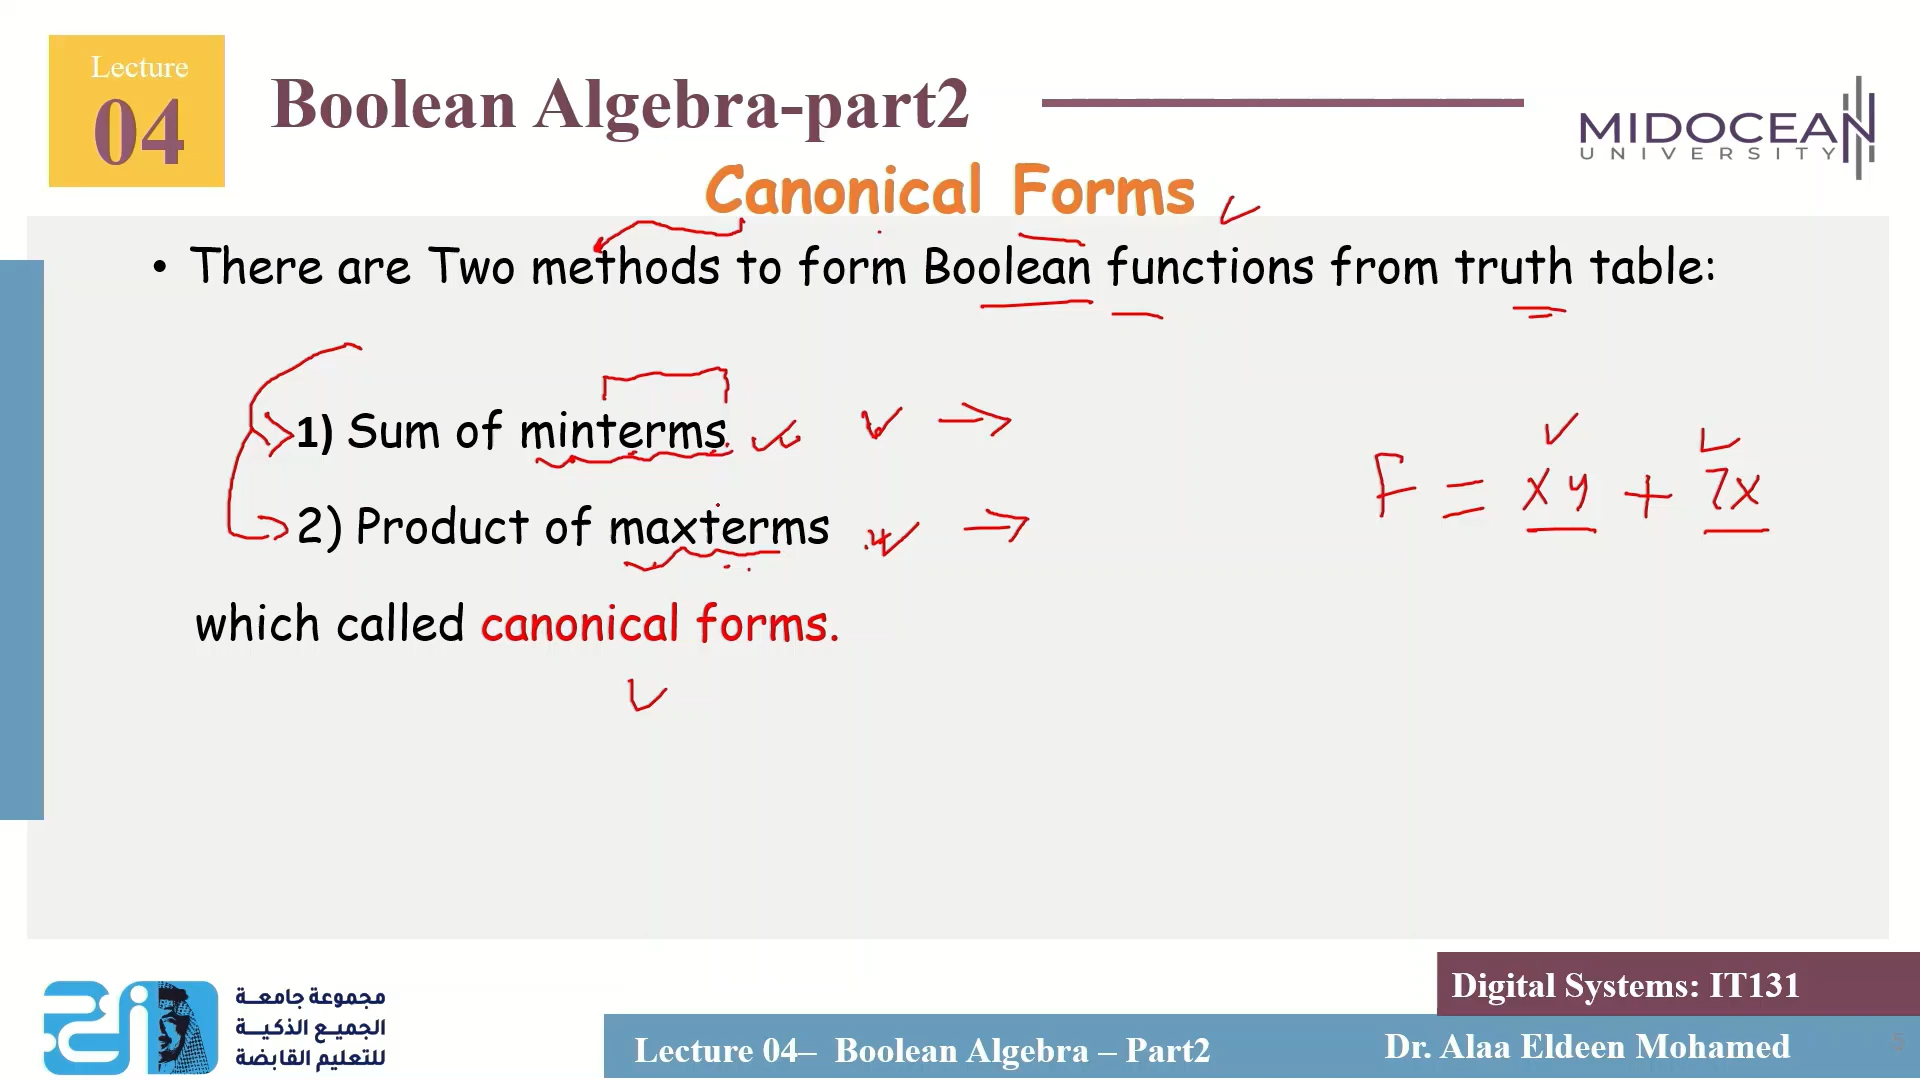 Lecture
04
Boolean Algebra-part2
MIDOCEAN
UNIVERSITY
Canonical Forms
• There are Two methods to form Boolean functions from truth table:
1) Sum of minterms
F = xy + zx
2) Product of maxterms
which called canonical forms.
مجموعة جامعة
الجميع الذكية
للتعليم القابضة
Digital Systems: IT131
Lecture 04– Boolean Algebra – Part2
Dr. Alaa Eldeen Mohamed
5